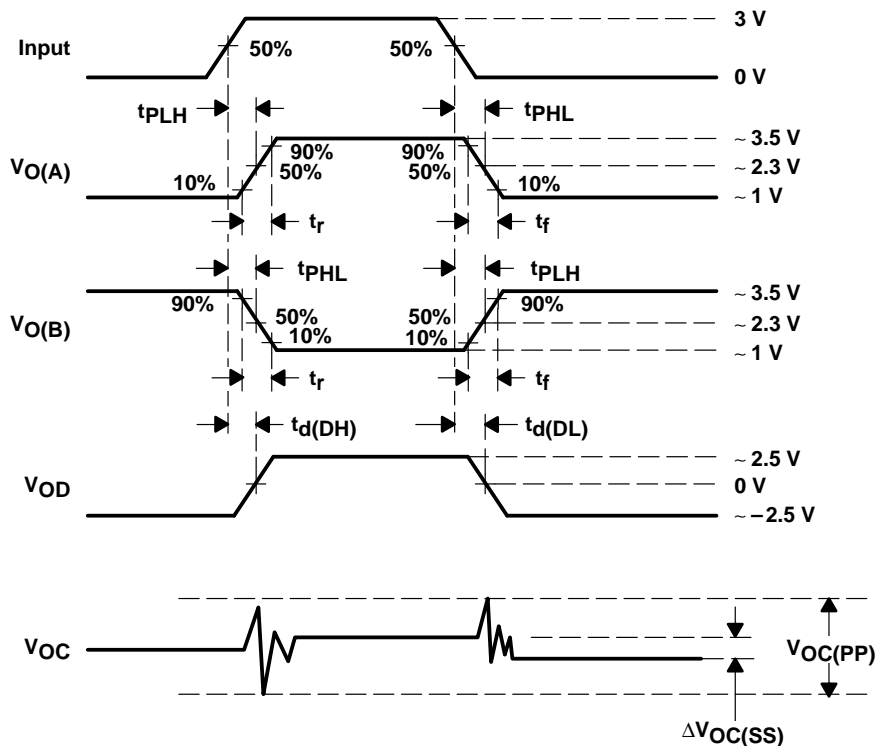 3 V
Input 50% 50%
0 V
tPLH tPHL
~ 3.5 V
90% 90%
VO(A) 50% 50% ~ 2.3 V
10% 10%
~ 1 V
tr tf
tPHL tPLH
90% 90% ~ 3.5 V
VO(B) 50% 50% ~ 2.3 V
10% 10%
~ 1 V
tr tf
td(DH) td(DL)
~ 2.5 V
VOD 0 V
~ −2.5 V
VOC VOC(PP)
ΔVOC(SS)